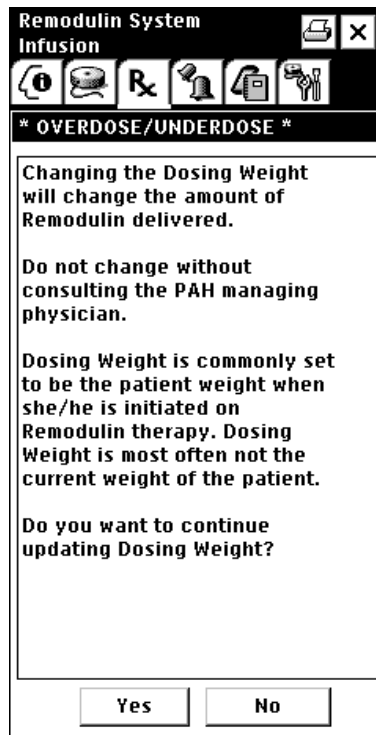 Remodulin System
Infusion
℞
* OVERDOSE/UNDERDOSE *
Changing the Dosing Weight
will change the amount of
Remodulin delivered.
Do not change without
consulting the PAH managing
physician.
Dosing Weight is commonly set
to be the patient weight when
she/he is initiated on
Remodulin therapy. Dosing
Weight is most often not the
current weight of the patient.
Do you want to continue
updating Dosing Weight?
Yes No